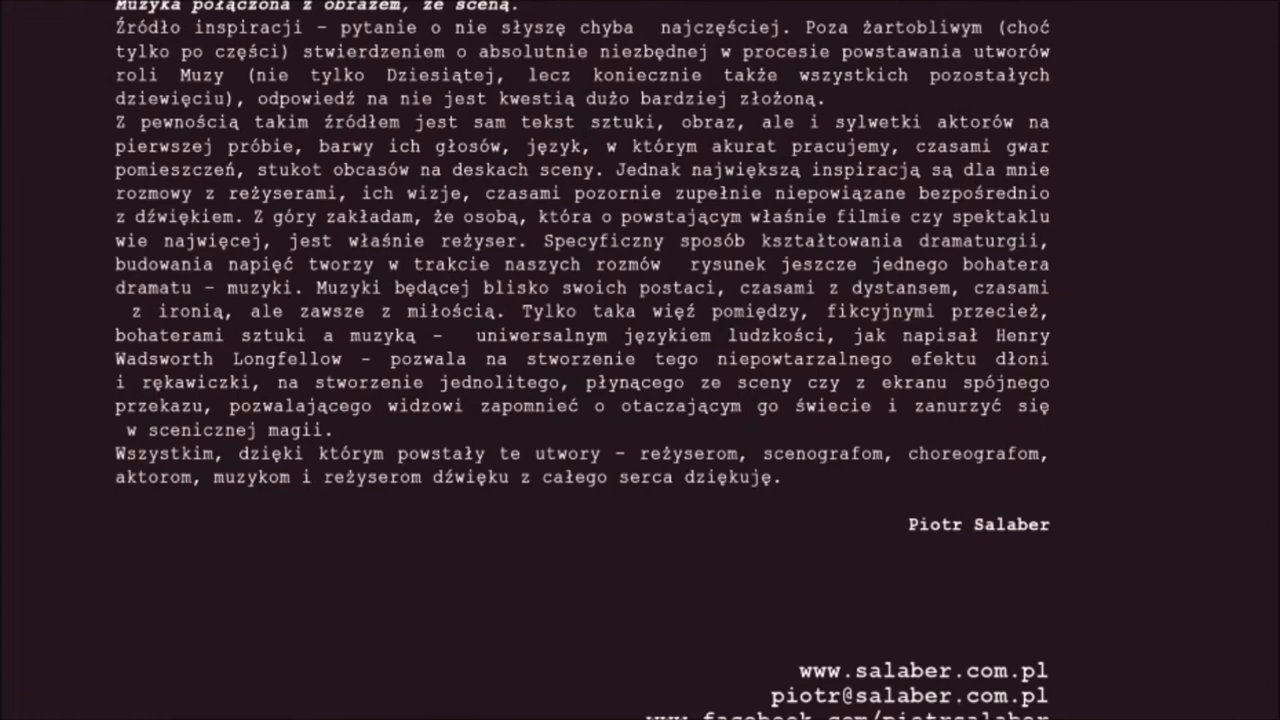 Muzyka połączona z obrazem, ze sceną.
Źródło inspiracji – pytanie o nie słyszę chyba najczęściej. Poza żartobliwym (choć
tylko po części) stwierdzeniem o absolutnie niezbędnej w procesie powstawania utworów
roli Muzy (nie tylko Dziesiątej, lecz koniecznie także wszystkich pozostałych
dziewięciu), odpowiedź na nie jest kwestią dużo bardziej złożoną.
Z pewnością takim źródłem jest sam tekst sztuki, obraz, ale i sylwetki aktorów na
pierwszej próbie, barwy ich głosów, język, w którym akurat pracujemy, czasami gwar
pomieszczeń, stukot obcasów na deskach sceny. Jednak największą inspiracją są dla mnie
rozmowy z reżyserami, ich wizje, czasami pozornie zupełnie niepowiązane bezpośrednio
z dźwiękiem. Z góry zakładam, że osobą, która o powstającym właśnie filmie czy spektaklu
wie najwięcej, jest właśnie reżyser. Specyficzny sposób kształtowania dramaturgii,
budowania napięć tworzy w trakcie naszych rozmów rysunek jeszcze jednego bohatera
dramatu – muzyki. Muzyki będącej blisko swoich postaci, czasami z dystansem, czasami
z ironią, ale zawsze z miłością. Tylko taka więź pomiędzy, fikcyjnymi przecież,
bohaterami sztuki a muzyką – uniwersalnym językiem ludzkości, jak napisał Henry
Wadsworth Longfellow – pozwala na stworzenie tego niepowtarzalnego efektu dłoni
i rękawiczki, na stworzenie jednolitego, płynącego ze sceny czy z ekranu spójnego
przekazu, pozwalającego widzowi zapomnieć o otaczającym go świecie i zanurzyć się
w scenicznej magii.
Wszystkim, dzięki którym powstały te utwory – reżyserom, scenografom, choreografom,
aktorom, muzykom i reżyserom dźwięku z całego serca dziękuję.
Piotr Salaber
www.salaber.com.pl
piotr@salaber.com.pl
www.facebook.com/piotrsalaber